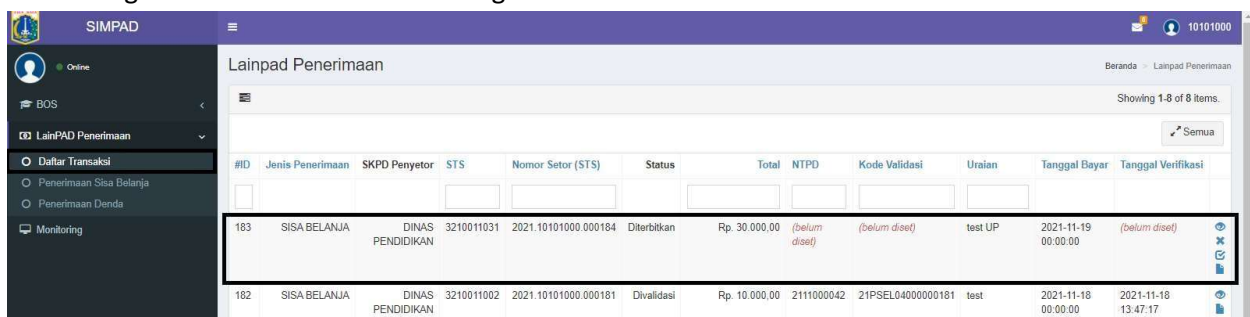 SIMPAD
10101000
Online
Lainpad Penerimaan
Beranda > Lainpad Penerimaan
BOS
Showing 1-8 of 8 items.
LainPAD Penerimaan
Semua
Daftar Transaksi
#ID Jenis Penerimaan SKPD Penyetor STS Nomor Setor (STS) Status Total NTPD Kode Validasi Uraian Tanggal Bayar Tanggal Verifikasi
Penerimaan Sisa Belanja
Penerimaan Denda
Monitoring
183 SISA BELANJA DINAS 3210011031 2021.10101000.000184 Diterbitkan Rp. 30.000,00 (belum (belum diset) test UP 2021-11-19 (belum diset)
PENDIDIKAN diset) 00:00:00
182 SISA BELANJA DINAS 3210011002 2021.10101000.000181 Divalidasi Rp. 10.000,00 2111000042 21PSEL04000000181 test 2021-11-18 2021-11-18
PENDIDIKAN 00:00:00 13:47:17